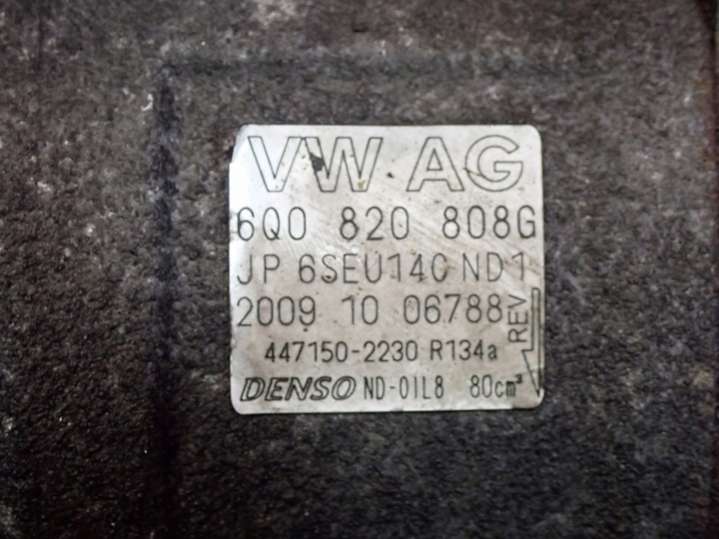 VW AG
6Q0 820 808G
JP 6SEU14C ND1
2009 10 06788 REV
447150-2230 R134a
DENSO ND-OIL8 80cm³